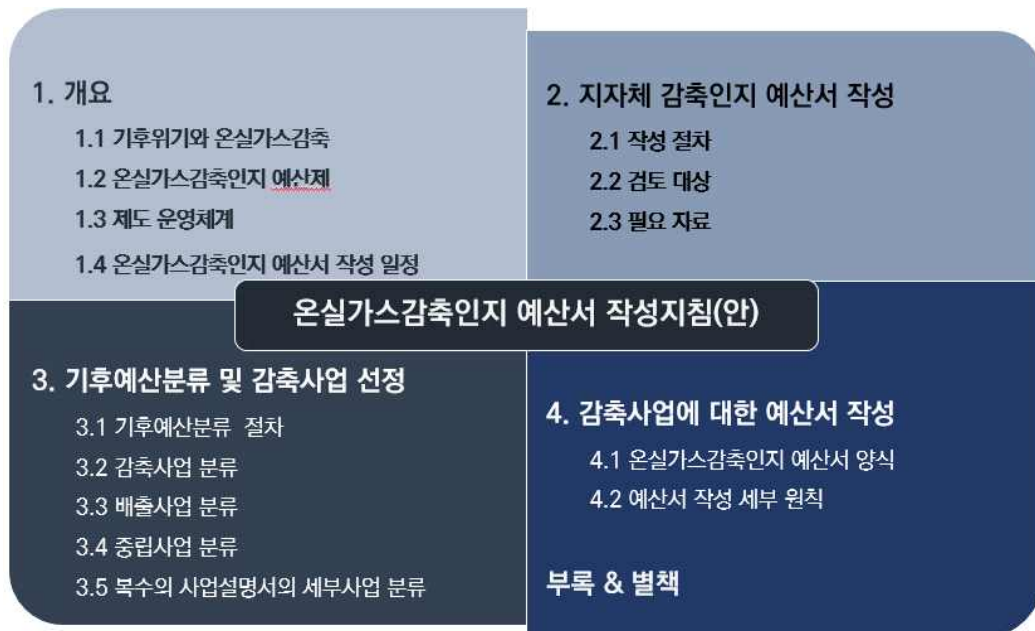 1. 개요
1.1 기후위기와 온실가스감축
1.2 온실가스감축인지 예산제
1.3 제도 운영체계
1.4 온실가스감축인지 예산서 작성 일정
2. 지자체 감축인지 예산서 작성
2.1 작성 절차
2.2 검토 대상
2.3 필요 자료
온실가스감축인지 예산서 작성지침(안)
3. 기후예산분류 및 감축사업 선정
3.1 기후예산분류 절차
3.2 감축사업 분류
3.3 배출사업 분류
3.4 중립사업 분류
3.5 복수의 사업설명서의 세부사업 분류
4. 감축사업에 대한 예산서 작성
4.1 온실가스감축인지 예산서 양식
4.2 예산서 작성 세부 원칙
부록 & 별책